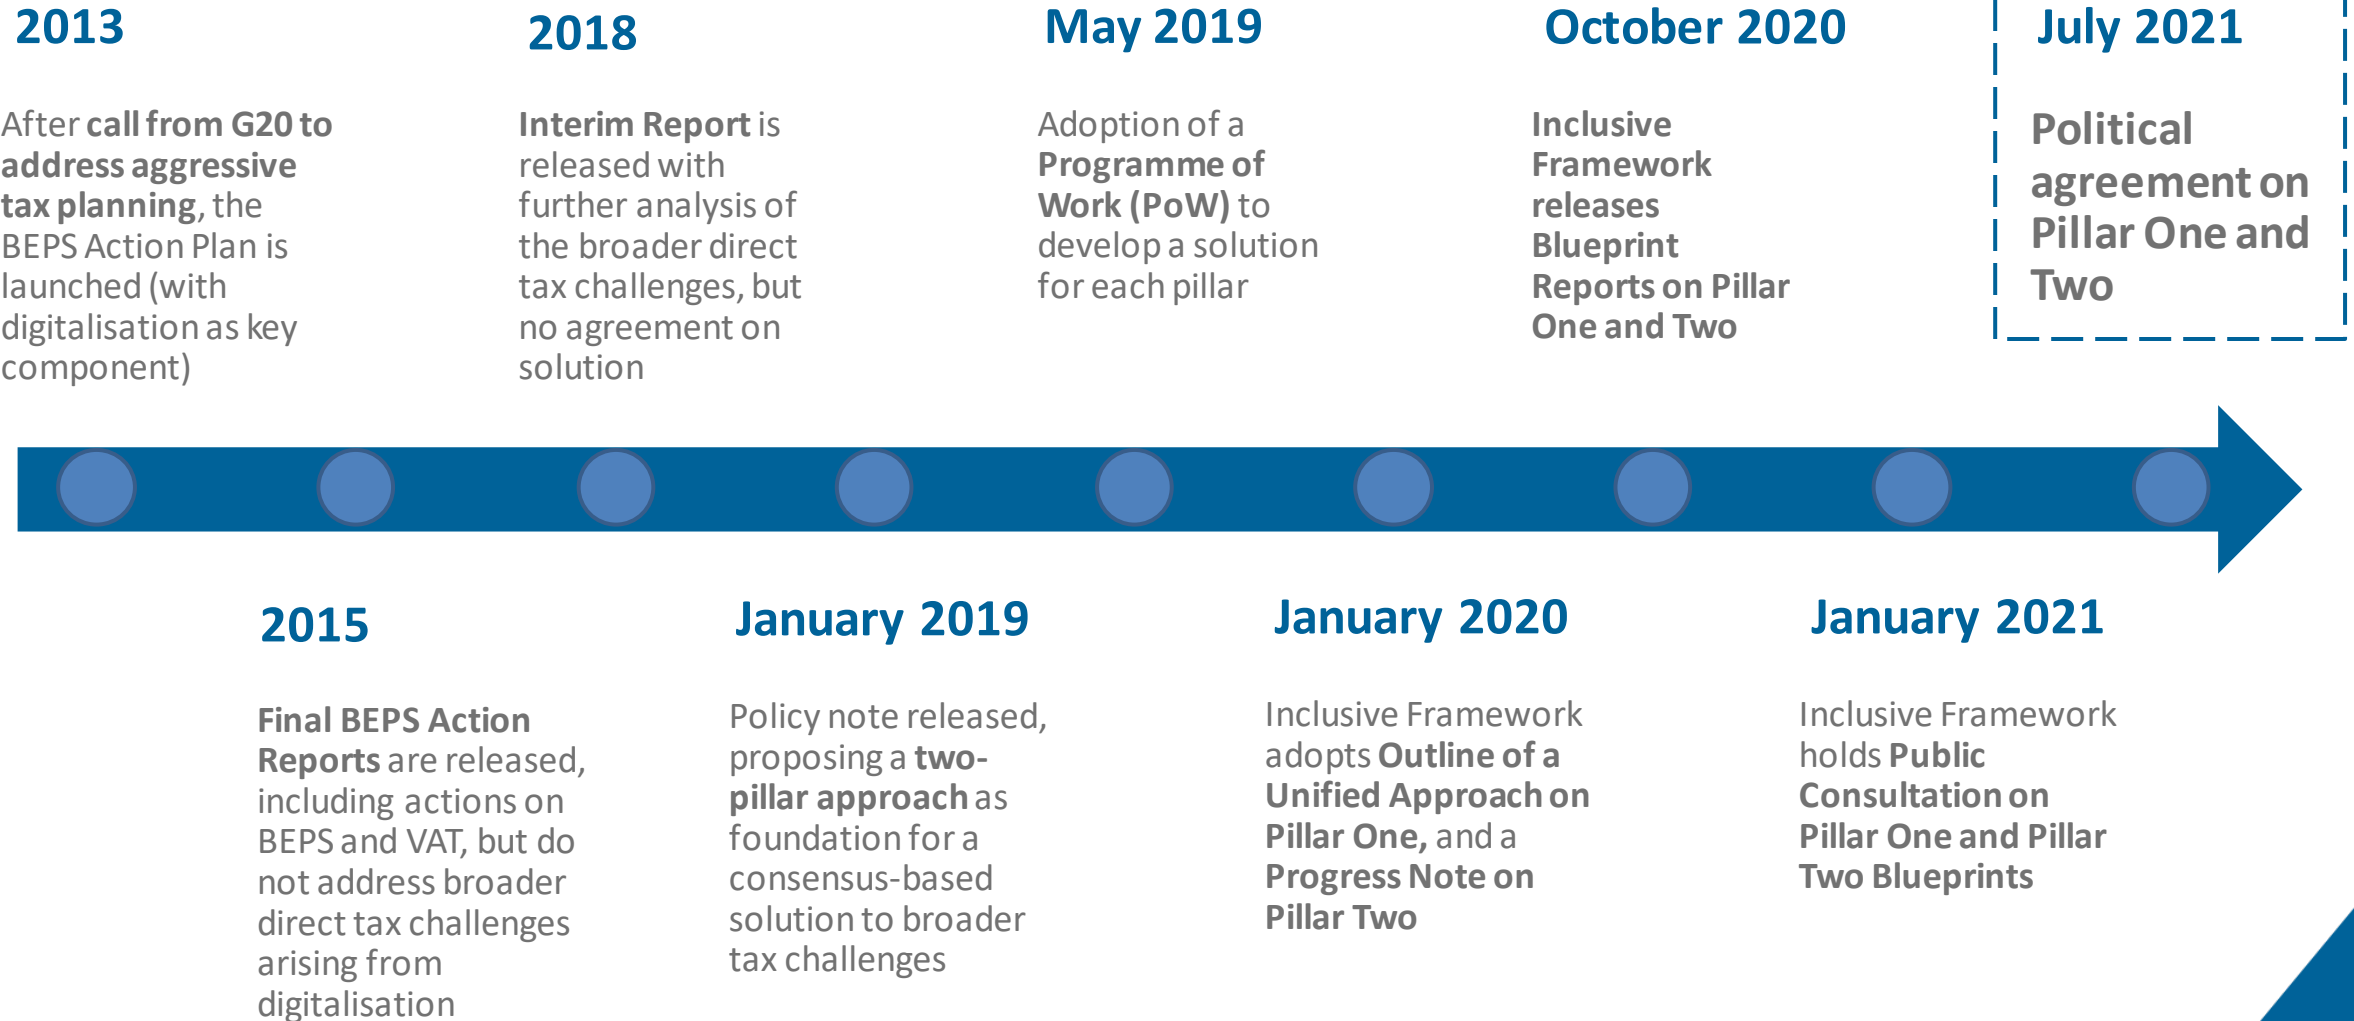 2013
After call from G20 to
address aggressive
tax planning, the
BEPS Action Plan is
launched (with
digitalisation as key
component)
2018
Interim Report is
released with
further analysis of
the broader direct
tax challenges, but
no agreement on
solution
May 2019
Adoption of a
Programme of
Work (PoW) to
develop a solution
for each pillar
October 2020
Inclusive
Framework
releases
Blueprint
Reports on Pillar
One and Two
July 2021
Political
agreement on
Pillar One and
Two
2015
Final BEPS Action
Reports are released,
including actions on
BEPS and VAT, but do
not address broader
direct tax challenges
arising from
digitalisation
January 2019
Policy note released,
proposing a two-
pillar approach as
foundation for a
consensus-based
solution to broader
tax challenges
January 2020
Inclusive Framework
adopts Outline of a
Unified Approach on
Pillar One, and a
Progress Note on
Pillar Two
January 2021
Inclusive Framework
holds Public
Consultation on
Pillar One and Pillar
Two Blueprints